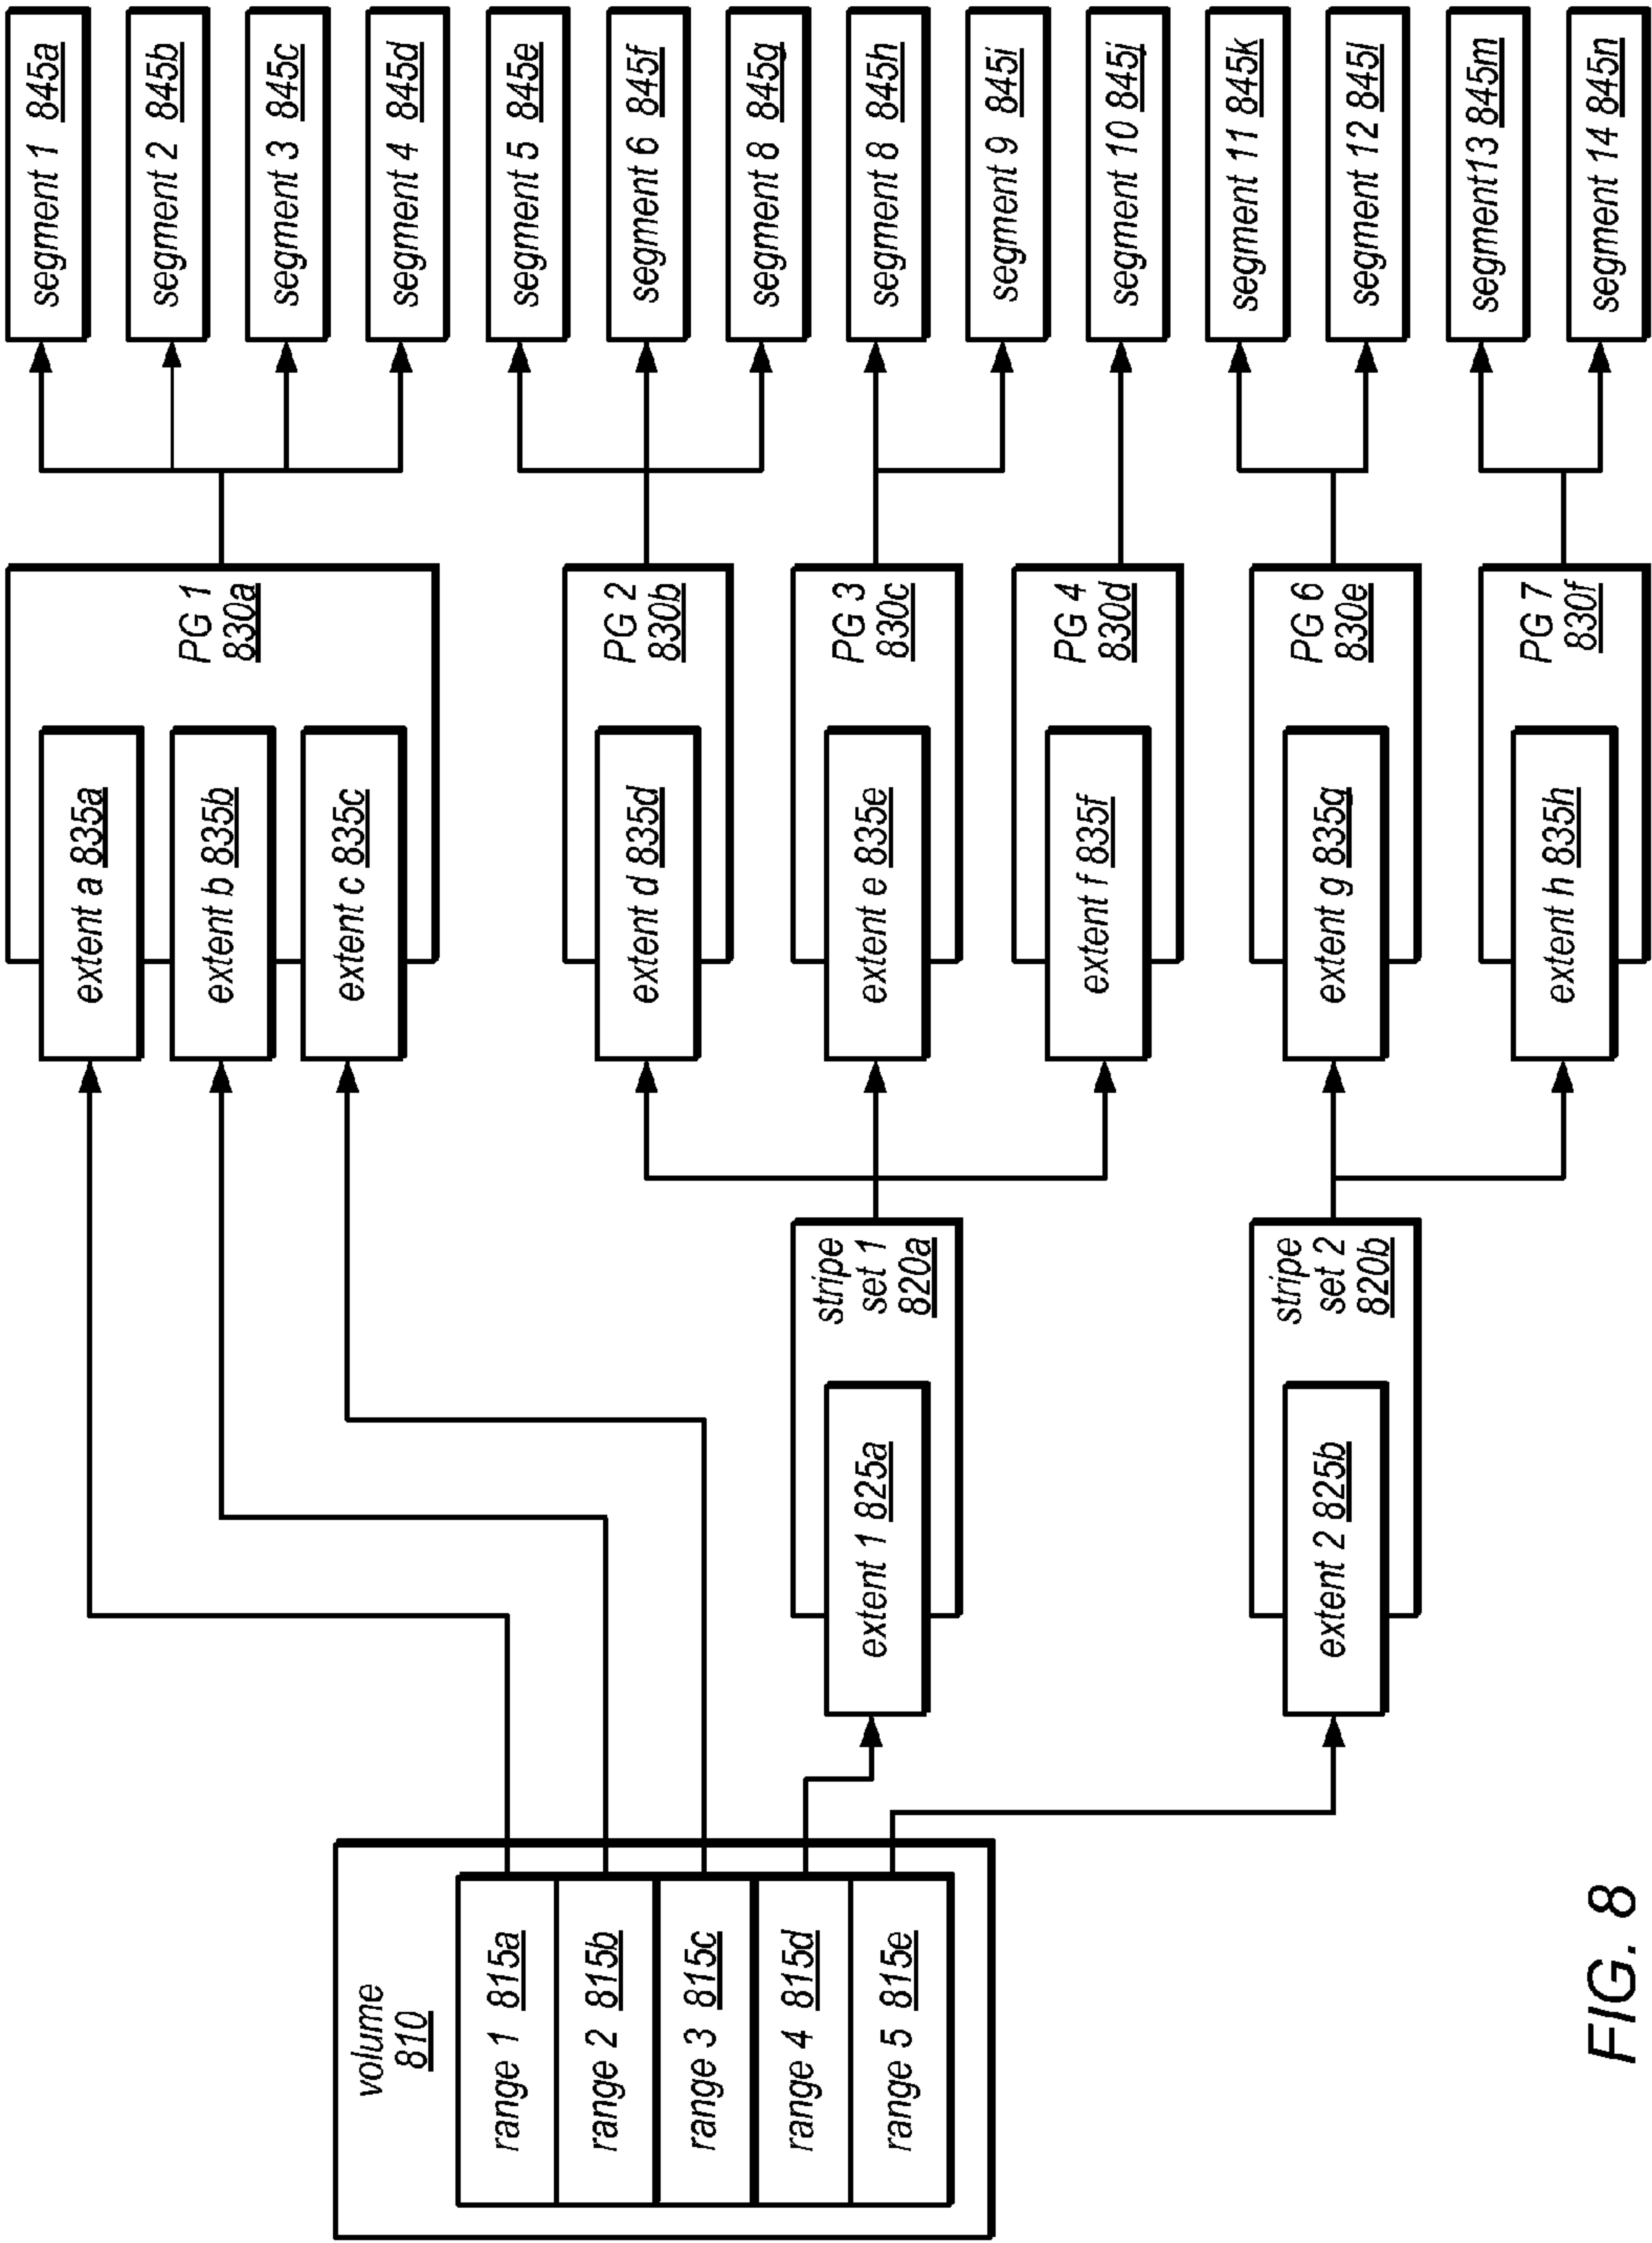 volume
810
range 1 815a
range 2 815b
range 3 815c
range 4 815d
range 5 815e
extent 1 825a
stripe
set 1
820a
extent 2 825b
stripe
set 2
820b
extent a 835a
extent b 835b
extent c 835c
PG 1
830a
extent d 835d
PG 2
830b
extent e 835e
PG 3
830c
extent f 835f
PG 4
830d
extent g 835g
PG 6
830e
extent h 835h
PG 7
830f
segment 1 845a
segment 2 845b
segment 3 845c
segment 4 845d
segment 5 845e
segment 6 845f
segment 8 845g
segment 8 845h
segment 9 845i
segment 10 845j
segment 11 845k
segment 12 845l
segment13 845m
segment 14 845n
FIG. 8